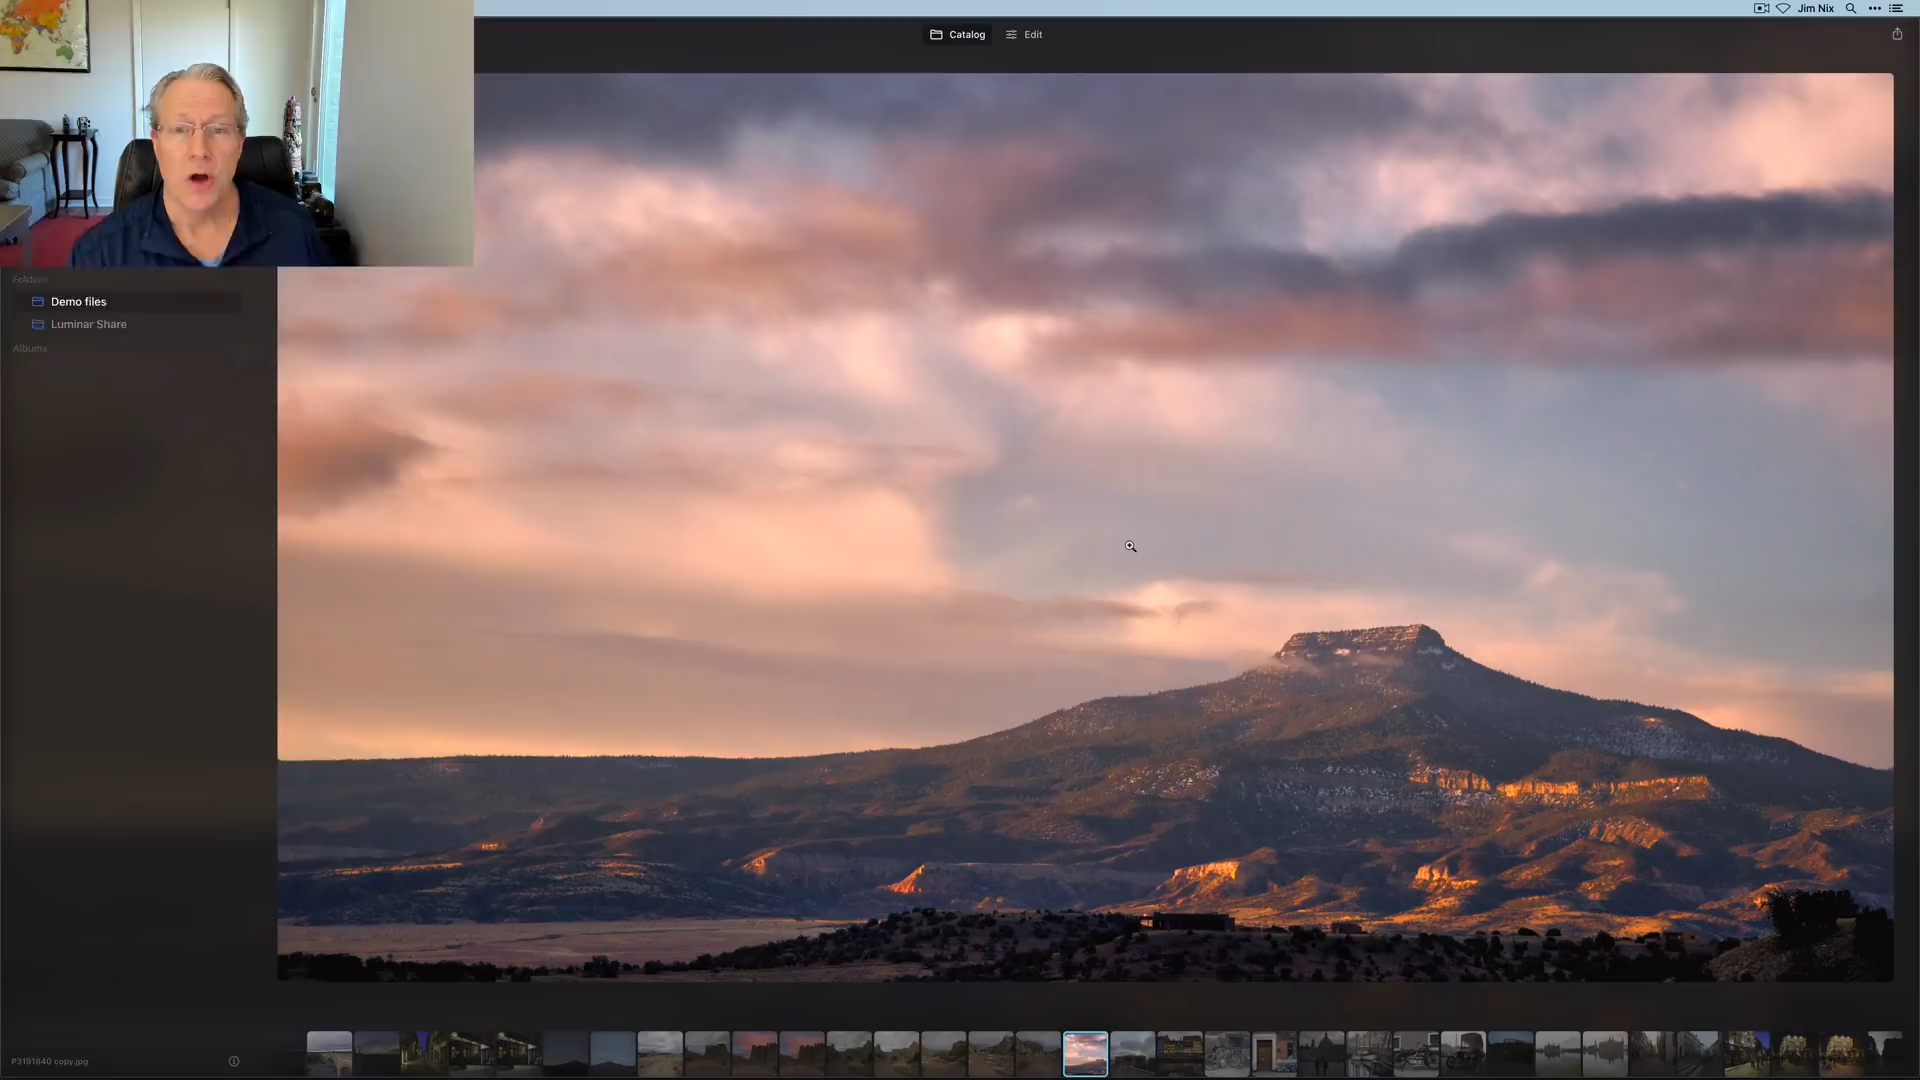 Jim Nix
Catalog
Edit
Folders
Demo files
Luminar Share
Albums
P3191840 copy.jpg